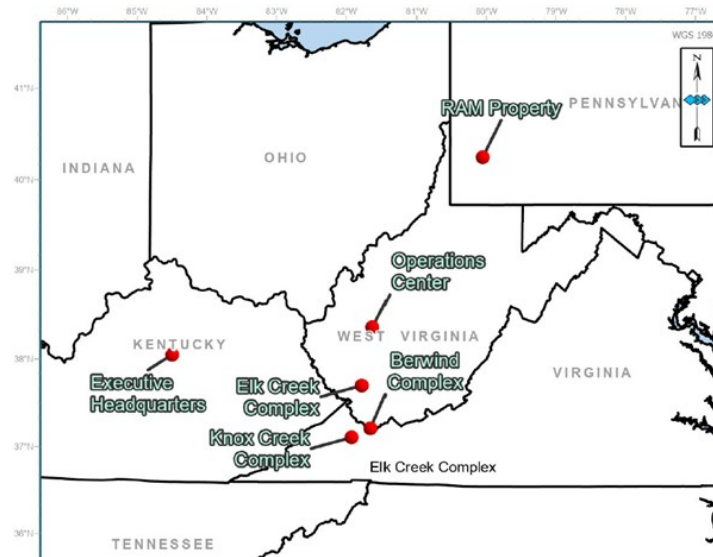 86°W 84°W 83°W 82°W 81°W 80°W 79°W 78°W 77°W
WGS 198
41°N
N
RAM Property
PENNSYLVAN
OHIO
INDIANA
40°N
39°N
Operations
Center
WEST VIRGINIA
KENTUCKY
38°N
Berwind
Complex
VIRGINIA
Executive
Headquarters
Elk Creek
Complex
Knox Creek
Complex
37°N
Elk Creek Complex
TENNESSEE
36°N